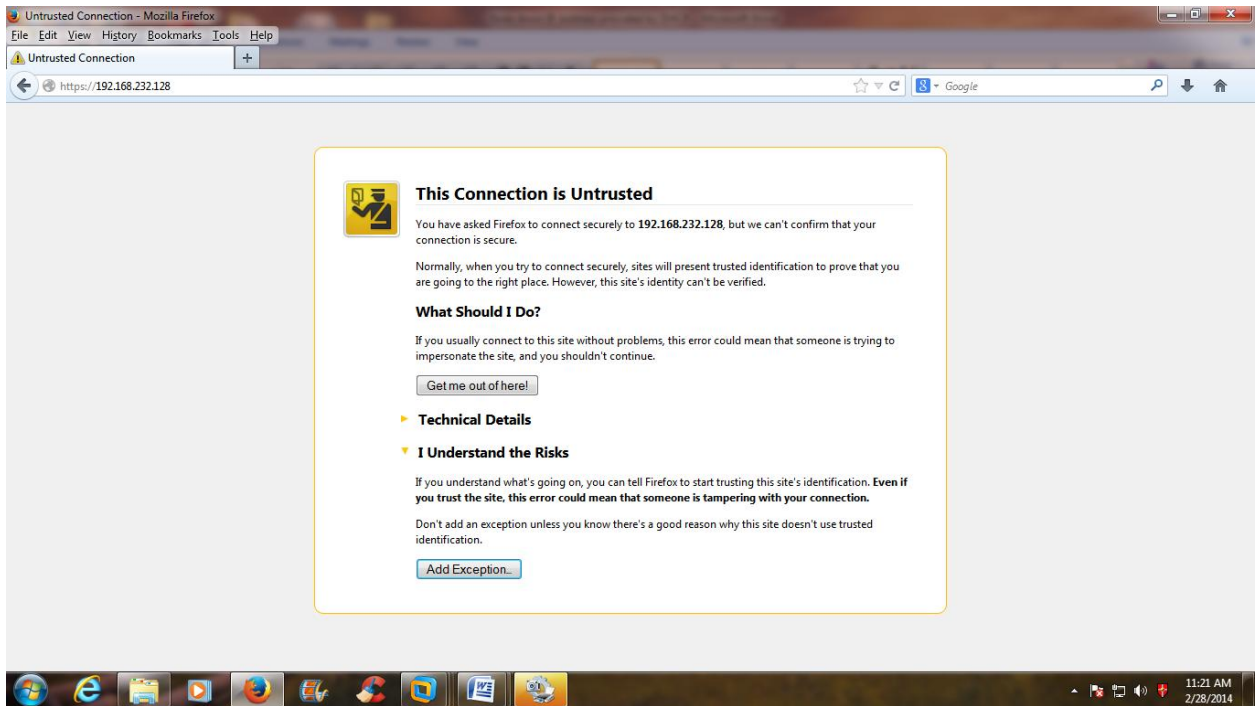 Untrusted Connection - Mozilla Firefox
File Edit View History Bookmarks Tools Help
Untrusted Connection +
https://192.168.232.128
8 Google
This Connection is Untrusted
You have asked Firefox to connect securely to 192.168.232.128, but we can't confirm that your
connection is secure.
Normally, when you try to connect securely, sites will present trusted identification to prove that you
are going to the right place. However, this site's identity can't be verified.
What Should I Do?
If you usually connect to this site without problems, this error could mean that someone is trying to
impersonate the site, and you shouldn't continue.
Get me out of here!
Technical Details
I Understand the Risks
If you understand what's going on, you can tell Firefox to start trusting this site's identification. Even if
you trust the site, this error could mean that someone is tampering with your connection.
Don't add an exception unless you know there's a good reason why this site doesn't use trusted
identification.
Add Exception...
11:21 AM
2/28/2014